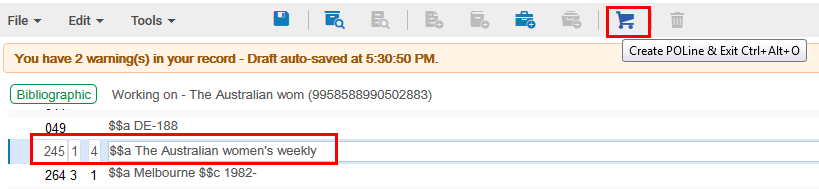 File Edit Tools
Create POLine & Exit Ctrl+Alt+O
You have 2 warning(s) in your record - Draft auto-saved at 5:30:50 PM.
Bibliographic Working on - The Australian wom (9958588990502883)
049 $$a DE-188
245 1 4 $$a The Australian women's weekly
264 3 1 $$a Melbourne $$c 1982-